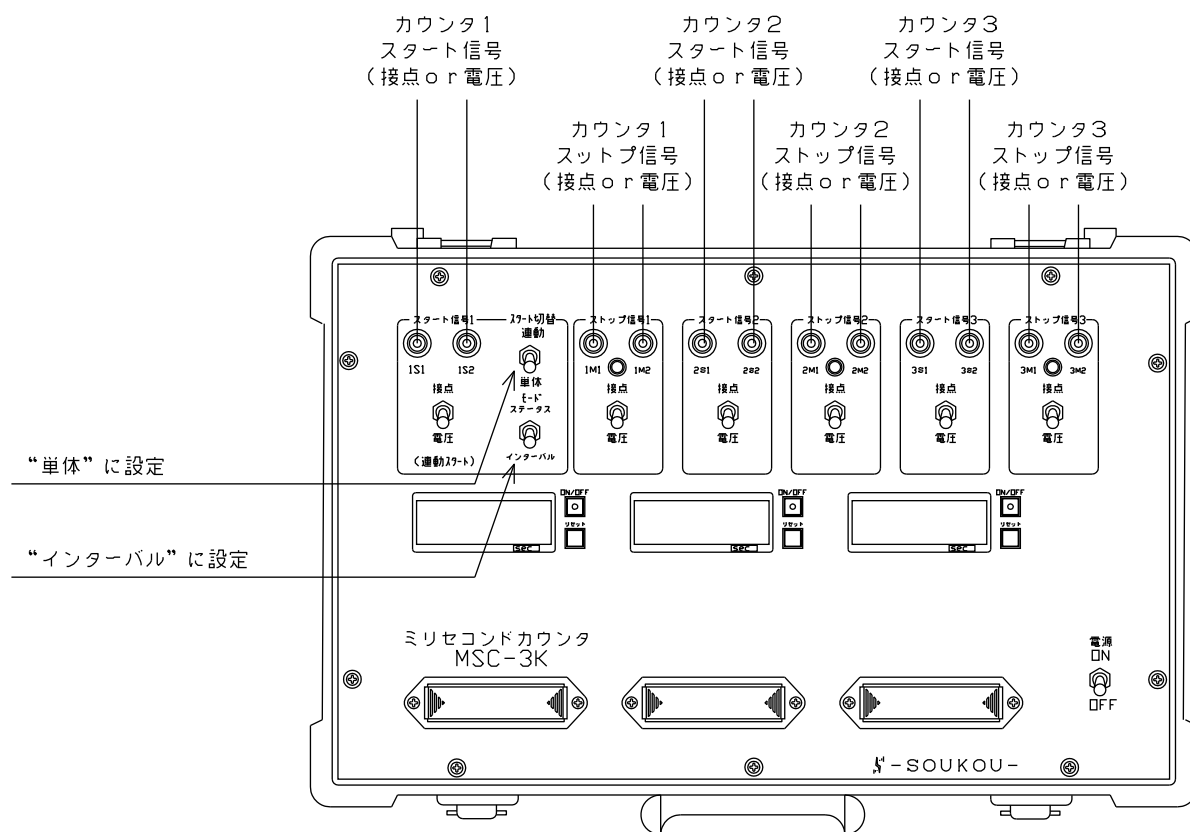 カウンタ1
スタート信号
（接点ｏｒ電圧）
カウンタ2
スタート信号
（接点ｏｒ電圧）
カウンタ3
スタート信号
（接点ｏｒ電圧）
カウンタ1
スットプ信号
（接点ｏｒ電圧）
カウンタ2
ストップ信号
（接点ｏｒ電圧）
カウンタ3
ストップ信号
（接点ｏｒ電圧）
スタート信号1
スタート切替
連動
ストップ信号1
スタート信号2
ストップ信号2
スタート信号3
ストップ信号3
1S1
1S2
単体
1M1
1M2
2S1
2S2
2M1
2M2
3S1
3S2
3M1
3M2
モード
ステータス
接点
電圧
接点
電圧
接点
電圧
接点
電圧
接点
電圧
接点
電圧
（連動スタート）
インターバル
“単体”に設定
“インターバル”に設定
ON/OFF
リセット
sec
ON/OFF
リセット
sec
ON/OFF
リセット
sec
ミリセコンドカウンタ
MSC-3K
電源
ON
OFF
-SOUKOU-